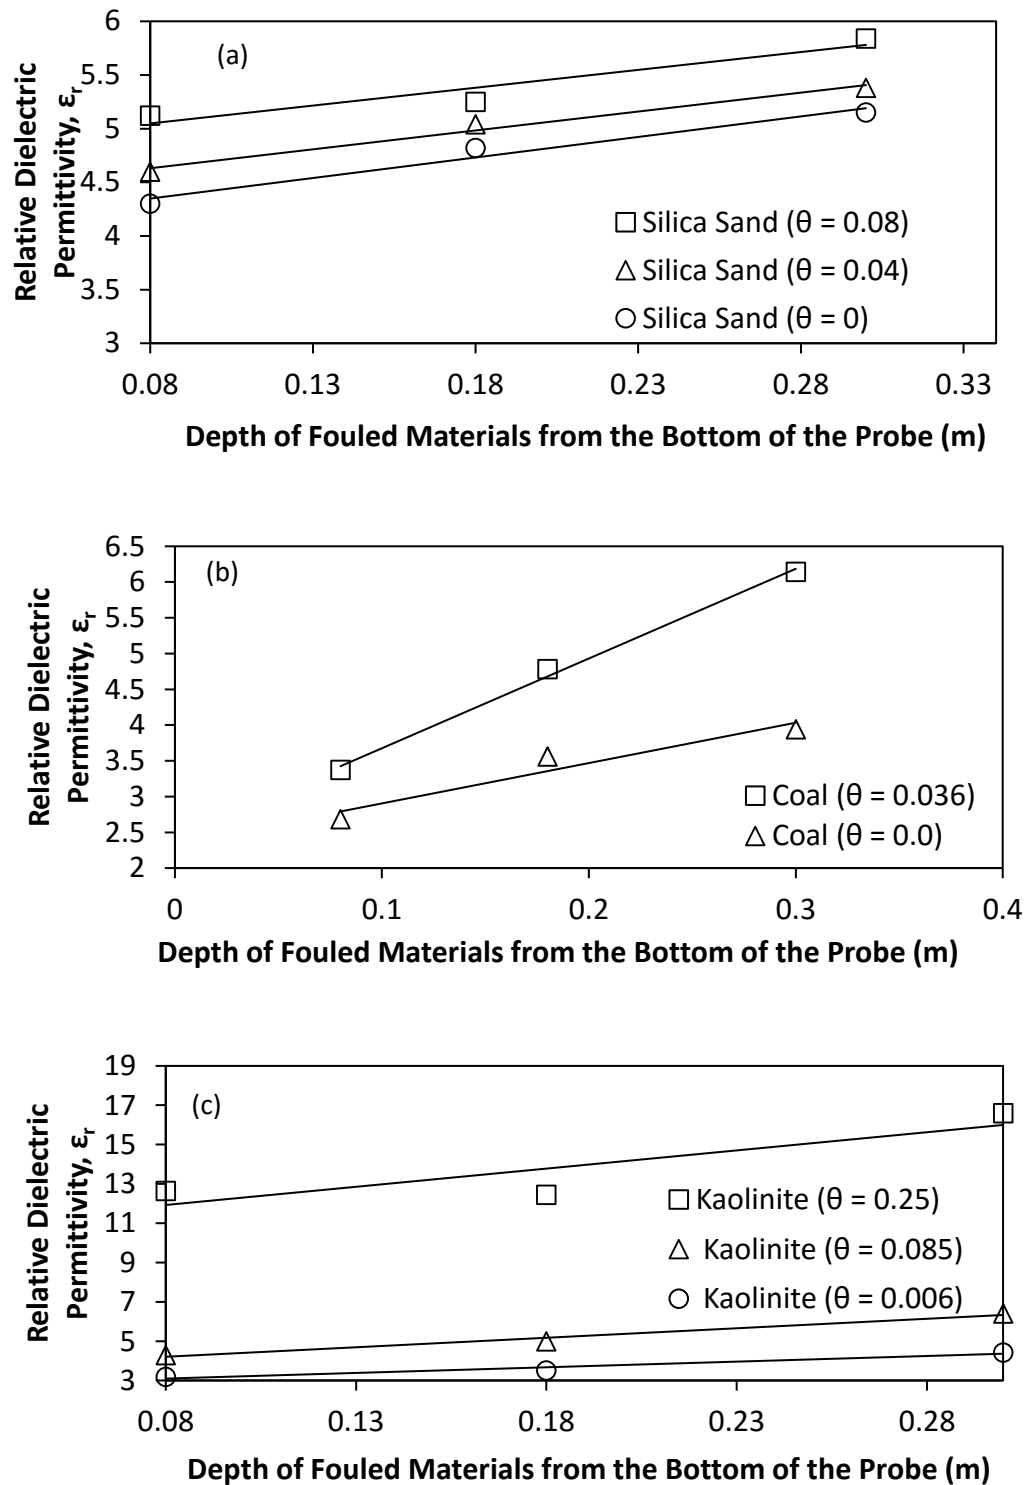 Relative Dielectric
Permittivity, εr
(a)
6
5.5
5
4.5
4
3.5
3
Silica Sand (θ = 0.08)
Silica Sand (θ = 0.04)
Silica Sand (θ = 0)
0.08 0.13 0.18 0.23 0.28 0.33
Depth of Fouled Materials from the Bottom of the Probe (m)
Relative Dielectric
Permittivity, εr
(b)
6.5
6
5.5
5
4.5
4
3.5
3
2.5
2
Coal (θ = 0.036)
Coal (θ = 0.0)
0 0.1 0.2 0.3 0.4
Depth of Fouled Materials from the Bottom of the Probe (m)
Relative Dielectric
Permittivity, εr
(c)
19
17
15
13
11
9
7
5
3
Kaolinite (θ = 0.25)
Kaolinite (θ = 0.085)
Kaolinite (θ = 0.006)
0.08 0.13 0.18 0.23 0.28
Depth of Fouled Materials from the Bottom of the Probe (m)